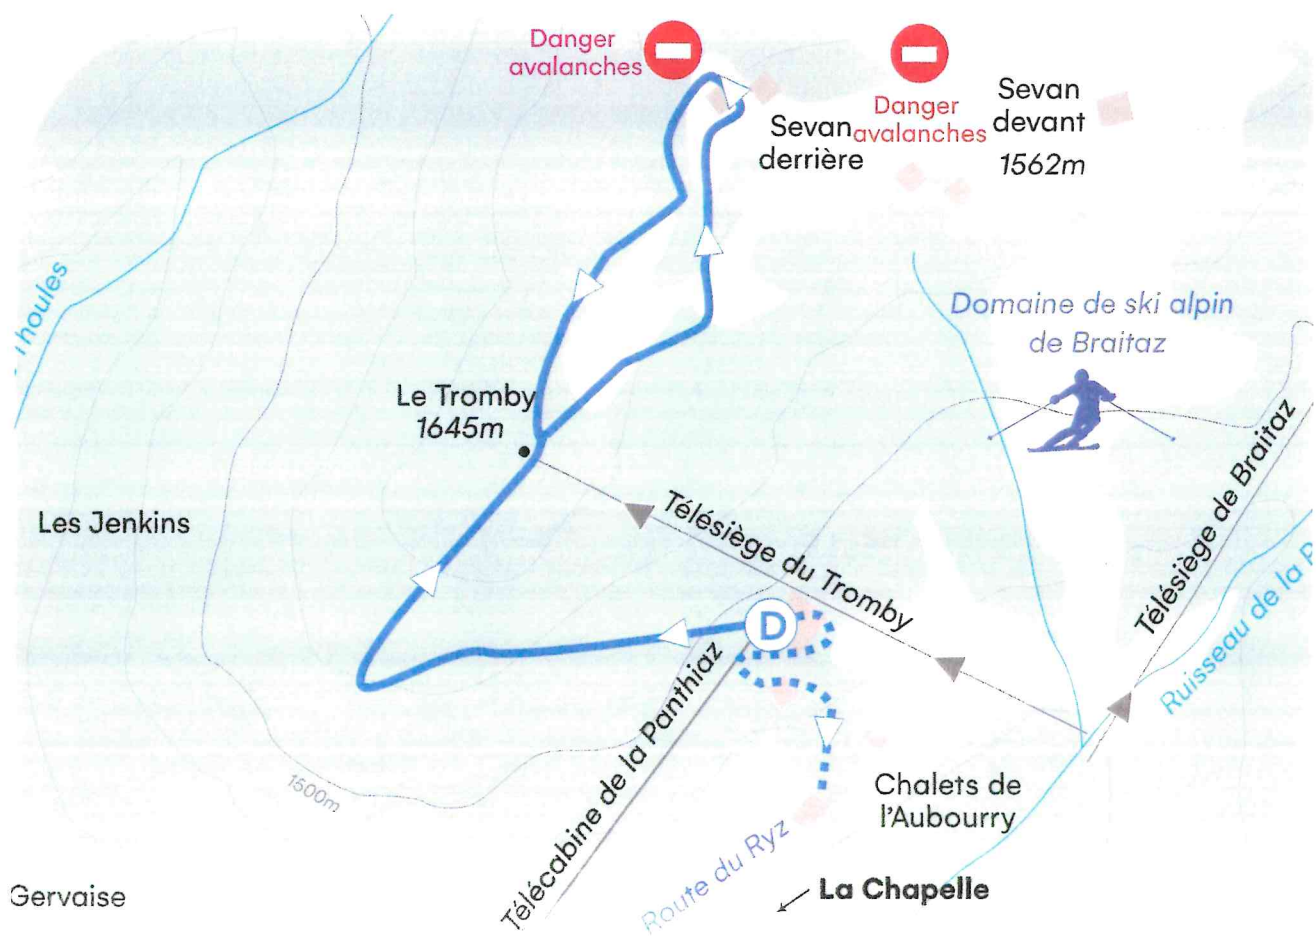 Danger
avalanches
Sevan
derrière
Danger
avalanches
Sevan
devant
1562m
houles
Domaine de ski alpin
de Braitaz
Le Tromby
1645m
Les Jenkins
Télésiège du Tromby
Télésiège de Braitaz
Ruisseau de la
D
Télécabine de la Panthiaz
1500m
Chalets de
l'Aubourry
Route du Ryz
Gervaise
La Chapelle